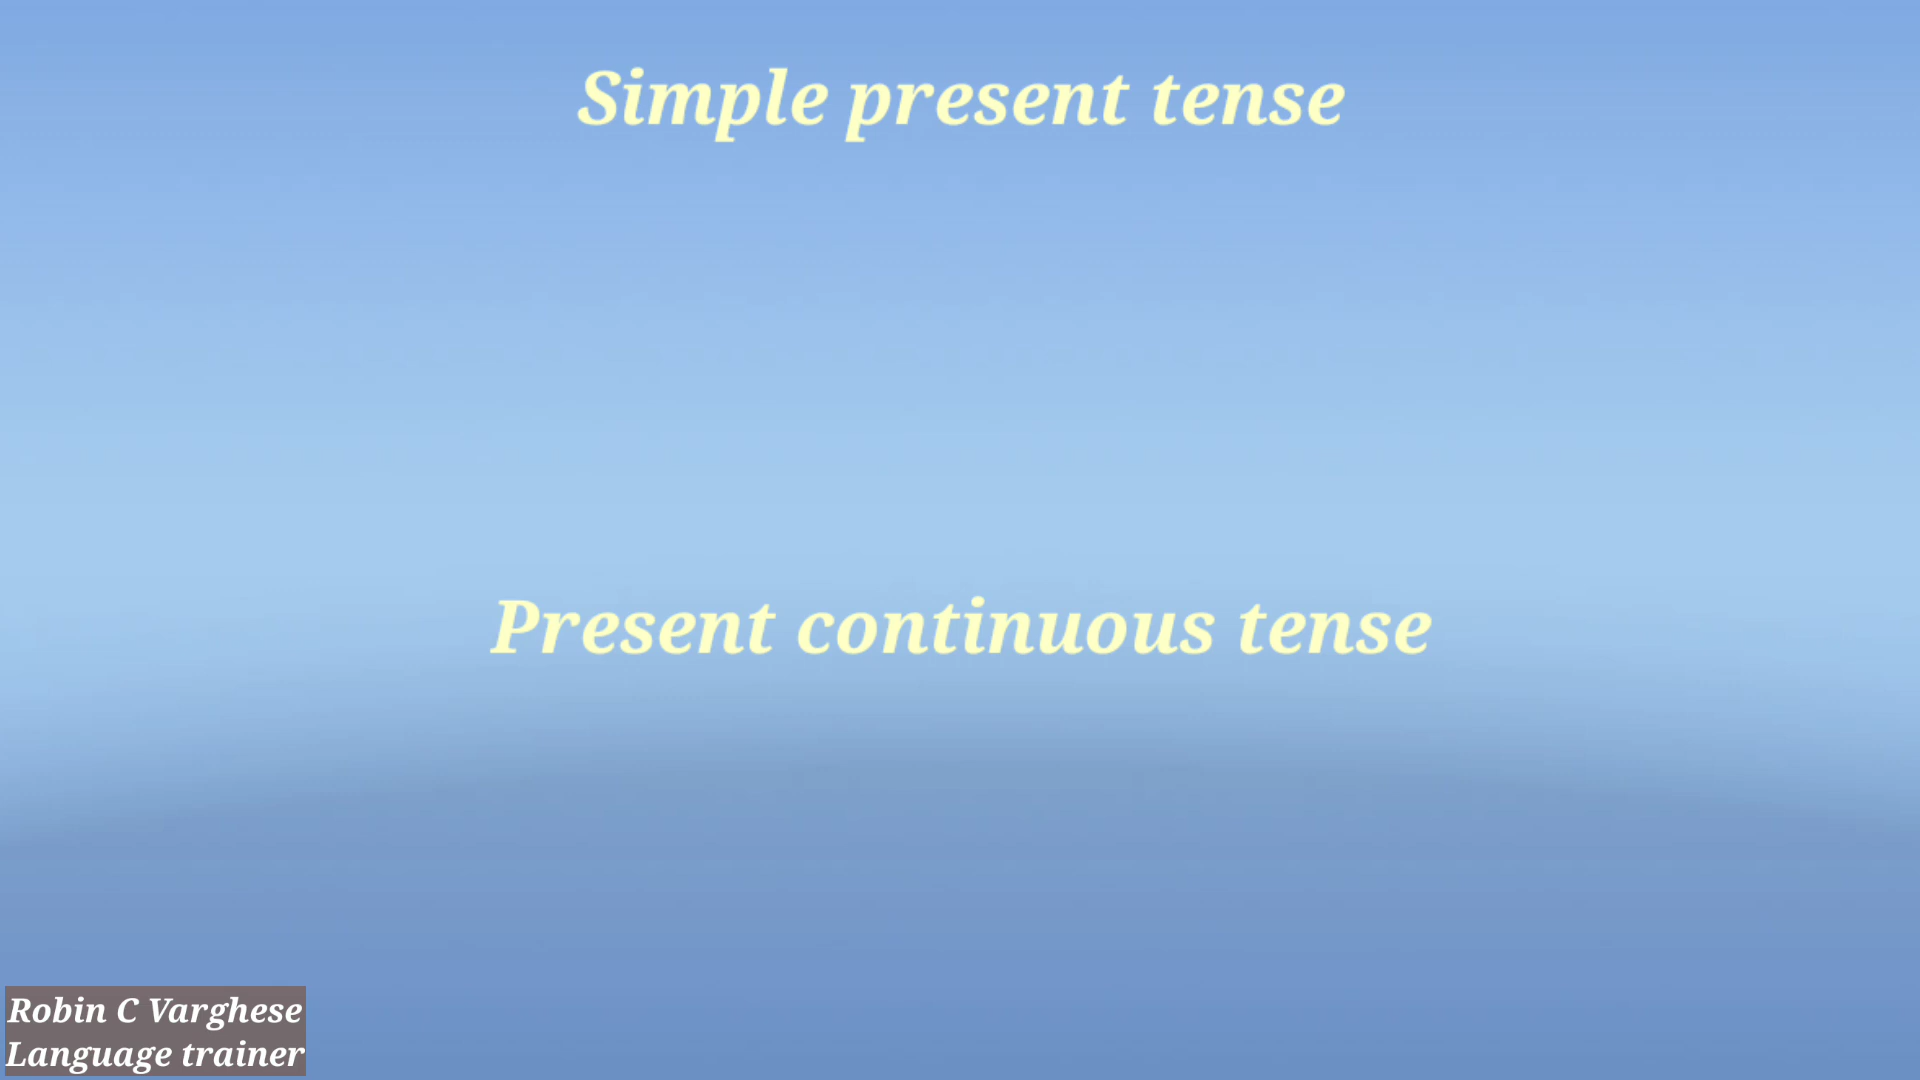 Simple present tense
Present continuous tense
Robin C Varghese
Language trainer